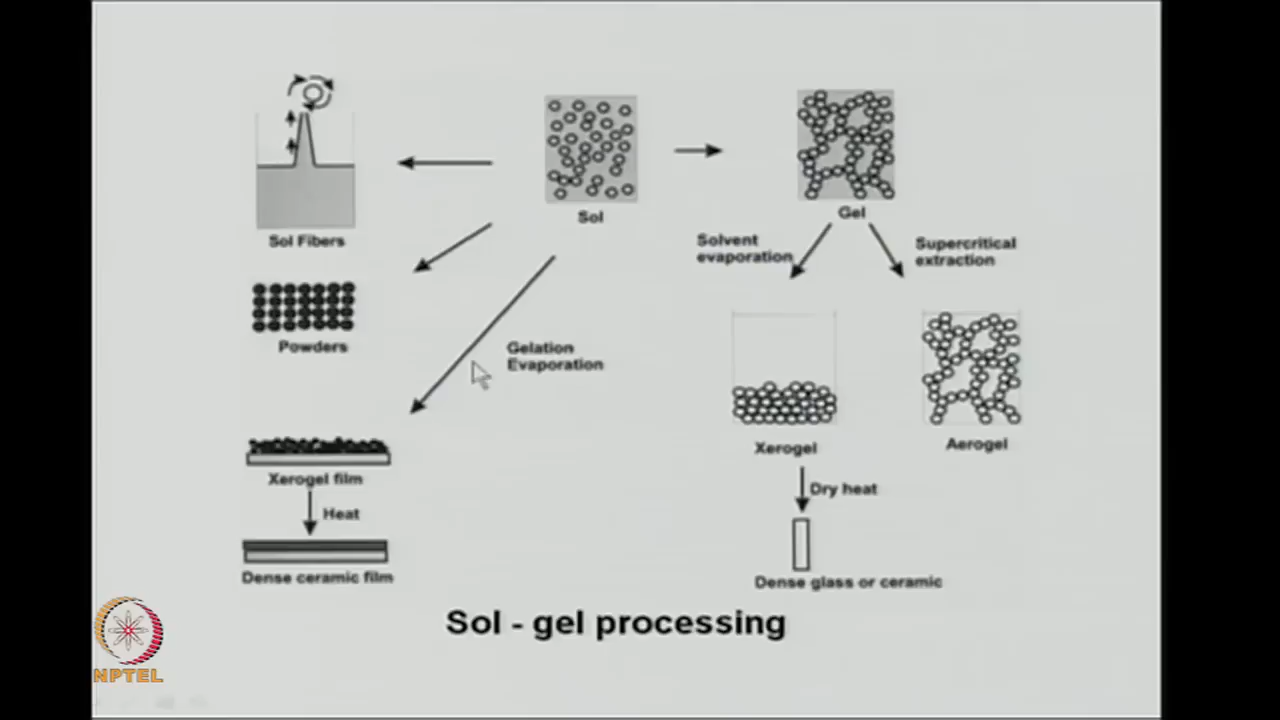 Sol
Gel
Sol Fibers
Solvent
evaporation
Supercritical
extraction
Powders
Gelation
Evaporation
Xerogel
Aerogel
Xerogel film
Dry heat
Heat
Dense ceramic film
Dense glass or ceramic
Sol - gel processing
NPTEL